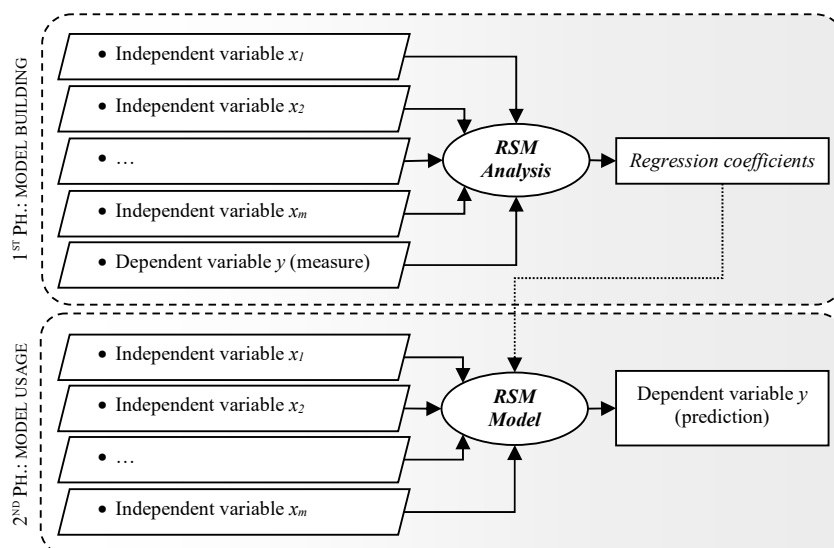 1ST PH.: MODEL BUILDING
• Independent variable x1
• Independent variable x2
• …
• Independent variable xm
• Dependent variable y (measure)
RSM
Analysis
Regression coefficients
2ND PH.: MODEL USAGE
• Independent variable x1
• Independent variable x2
• …
• Independent variable xm
RSM
Model
Dependent variable y
(prediction)